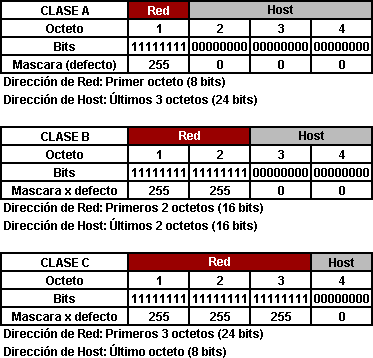 CLASE A Red Host
Octeto 1 2 3 4
Bits 11111111 00000000 00000000 00000000
Mascara (defecto) 255 0 0 0
Dirección de Red: Primer octeto (8 bits)
Dirección de Host: Últimos 3 octetos (24 bits)
CLASE B Red Host
Octeto 1 2 3 4
Bits 11111111 11111111 00000000 00000000
Mascara x defecto 255 255 0 0
Dirección de Red: Primeros 2 octetos (16 bits)
Dirección de Host: Últimos 2 octetos (16 bits)
CLASE C Red Host
Octeto 1 2 3 4
Bits 11111111 11111111 11111111 00000000
Mascara x defecto 255 255 255 0
Dirección de Red: Primeros 3 octetos (24 bits)
Dirección de Host: Último octeto (8 bits)